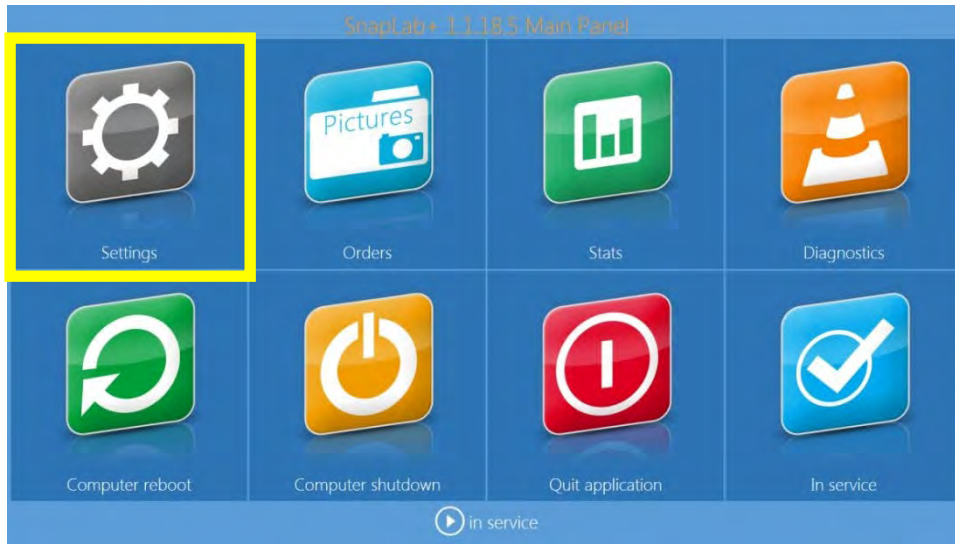 SnapLab+ 1.1.18.5 Main Panel
Pictures
Settings
Orders
Stats
Diagnostics
Computer reboot
Computer shutdown
Quit application
In service
in service